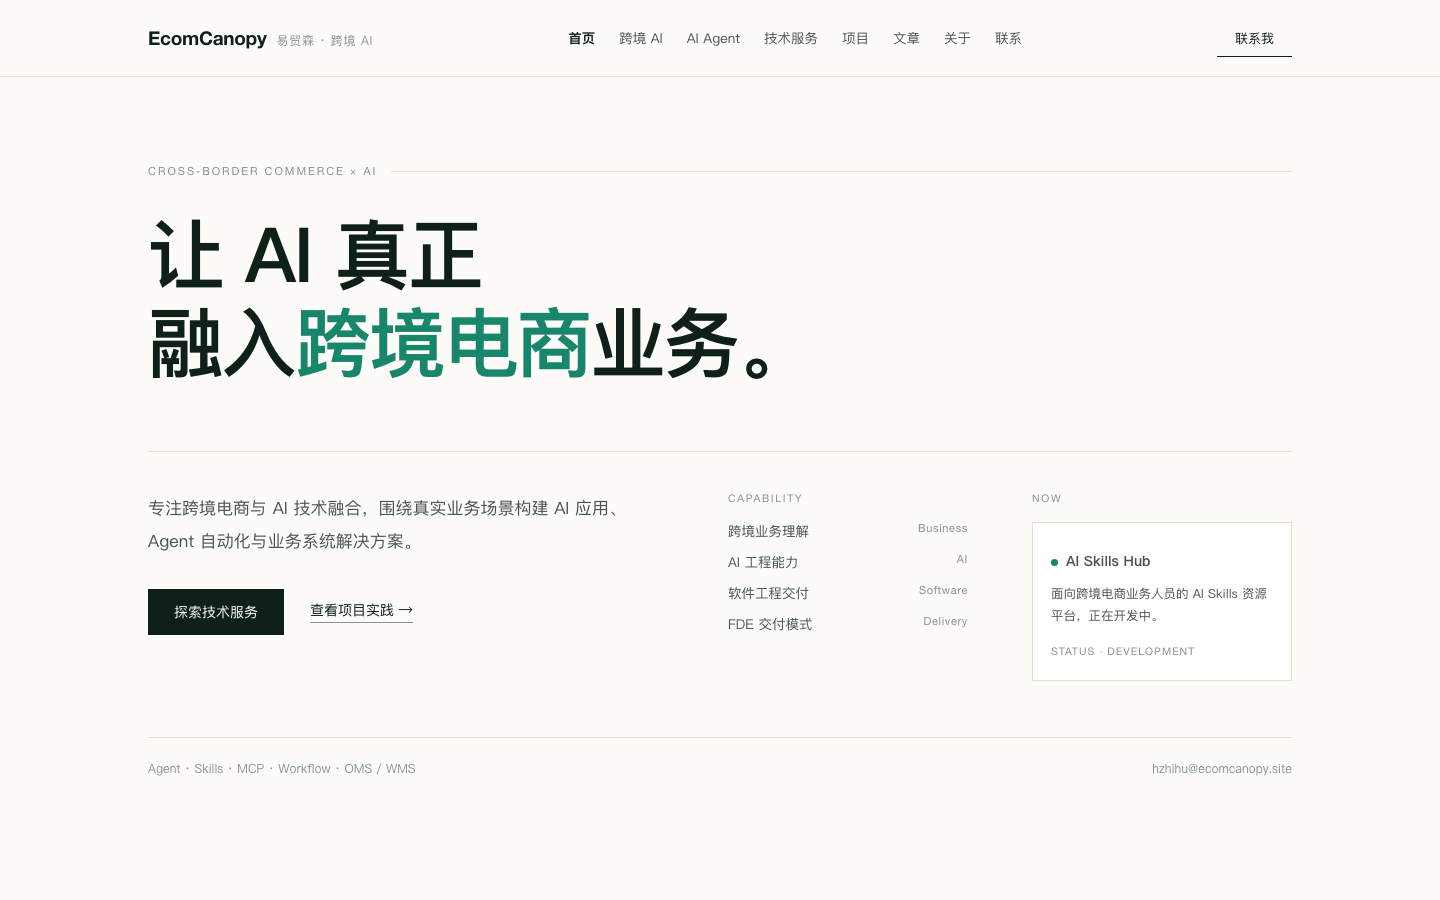 EcomCanopy 易贸森 · 跨境 AI
首页 跨境 AI AI Agent 技术服务 项目 文章 关于 联系
联系我
CROSS-BORDER COMMERCE × AI
让 AI 真正
融入跨境电商业务。
专注跨境电商与 AI 技术融合，围绕真实业务场景构建 AI 应用、
Agent 自动化与业务系统解决方案。
探索技术服务
查看项目实践 →
CAPABILITY
跨境业务理解 Business
AI 工程能力 AI
软件工程交付 Software
FDE 交付模式 Delivery
NOW
AI Skills Hub
面向跨境电商业务人员的 AI Skills 资源
平台，正在开发中。
STATUS · DEVELOPMENT
Agent · Skills · MCP · Workflow · OMS / WMS
hzhihu@ecomcanopy.site